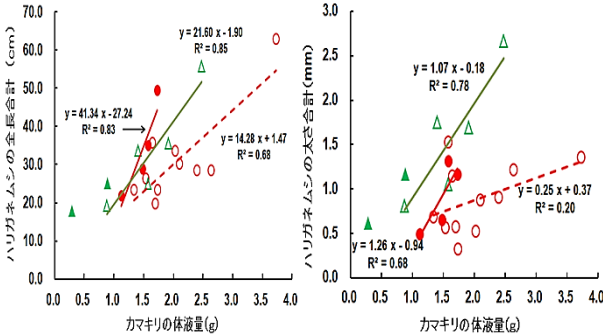 ハリガネムシの全長合計（cm）
70.0
60.0
50.0
40.0
30.0
20.0
10.0
0.0
y = 21.60 x - 1.90
R² = 0.85
y = 41.34 x - 27.24
R² = 0.83
y = 14.28 x + 1.47
R² = 0.68
0.0 0.5 1.0 1.5 2.0 2.5 3.0 3.5 4.0
カマキリの体液量(g)
ハリガネムシの太さ合計(mm)
3.0
2.5
2.0
1.5
1.0
0.5
0.0
y = 1.07 x - 0.18
R² = 0.78
y = 0.25 x + 0.37
R² = 0.20
y = 1.26 x - 0.94
R² = 0.68
0.0 0.5 1.0 1.5 2.0 2.5 3.0 3.5 4.0
カマキリの体液量(g)